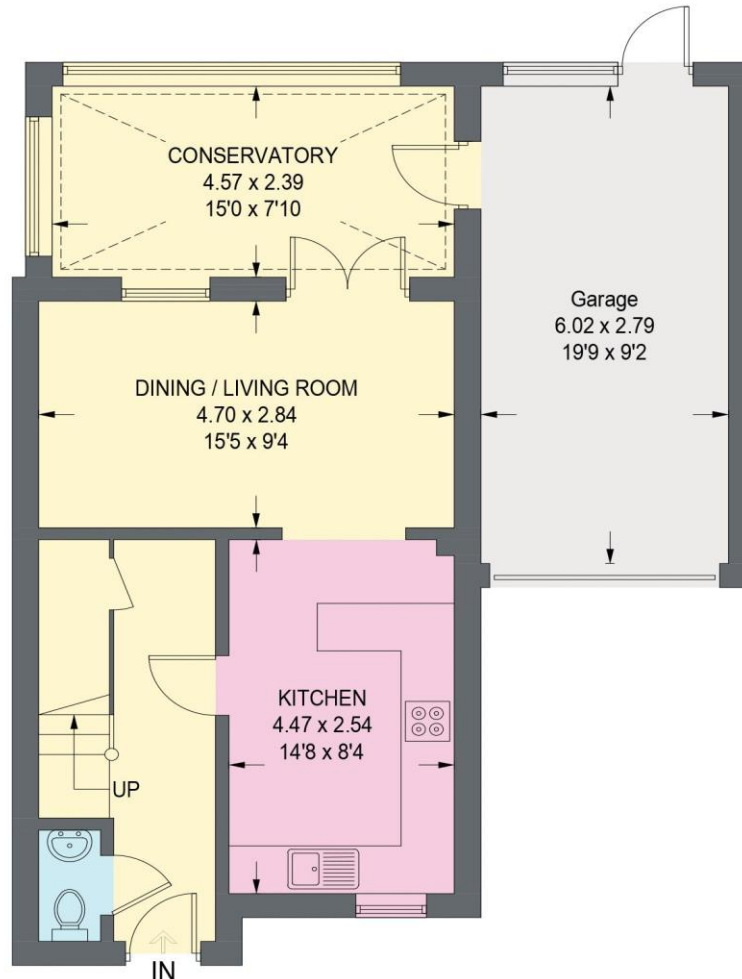 CONSERVATORY
4.57 x 2.39
15'0 x 7'10
Garage
6.02 x 2.79
19'9 x 9'2
DINING / LIVING ROOM
4.70 x 2.84
15'5 x 9'4
KITCHEN
4.47 x 2.54
14'8 x 8'4
UP
IN